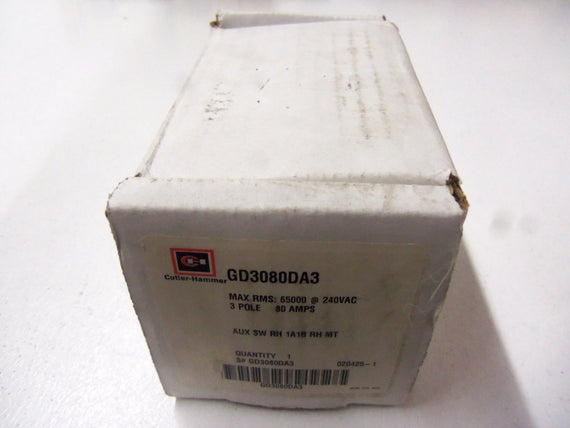 Cutler-Hammer
GD3080DA3
MAX RMS: 65000 @ 240VAC
3 POLE 80 AMPS
AUX SW RH 1A1B RH MT
QUANTITY 1
S# GD3080DA3 020425-1
GD3080DA3